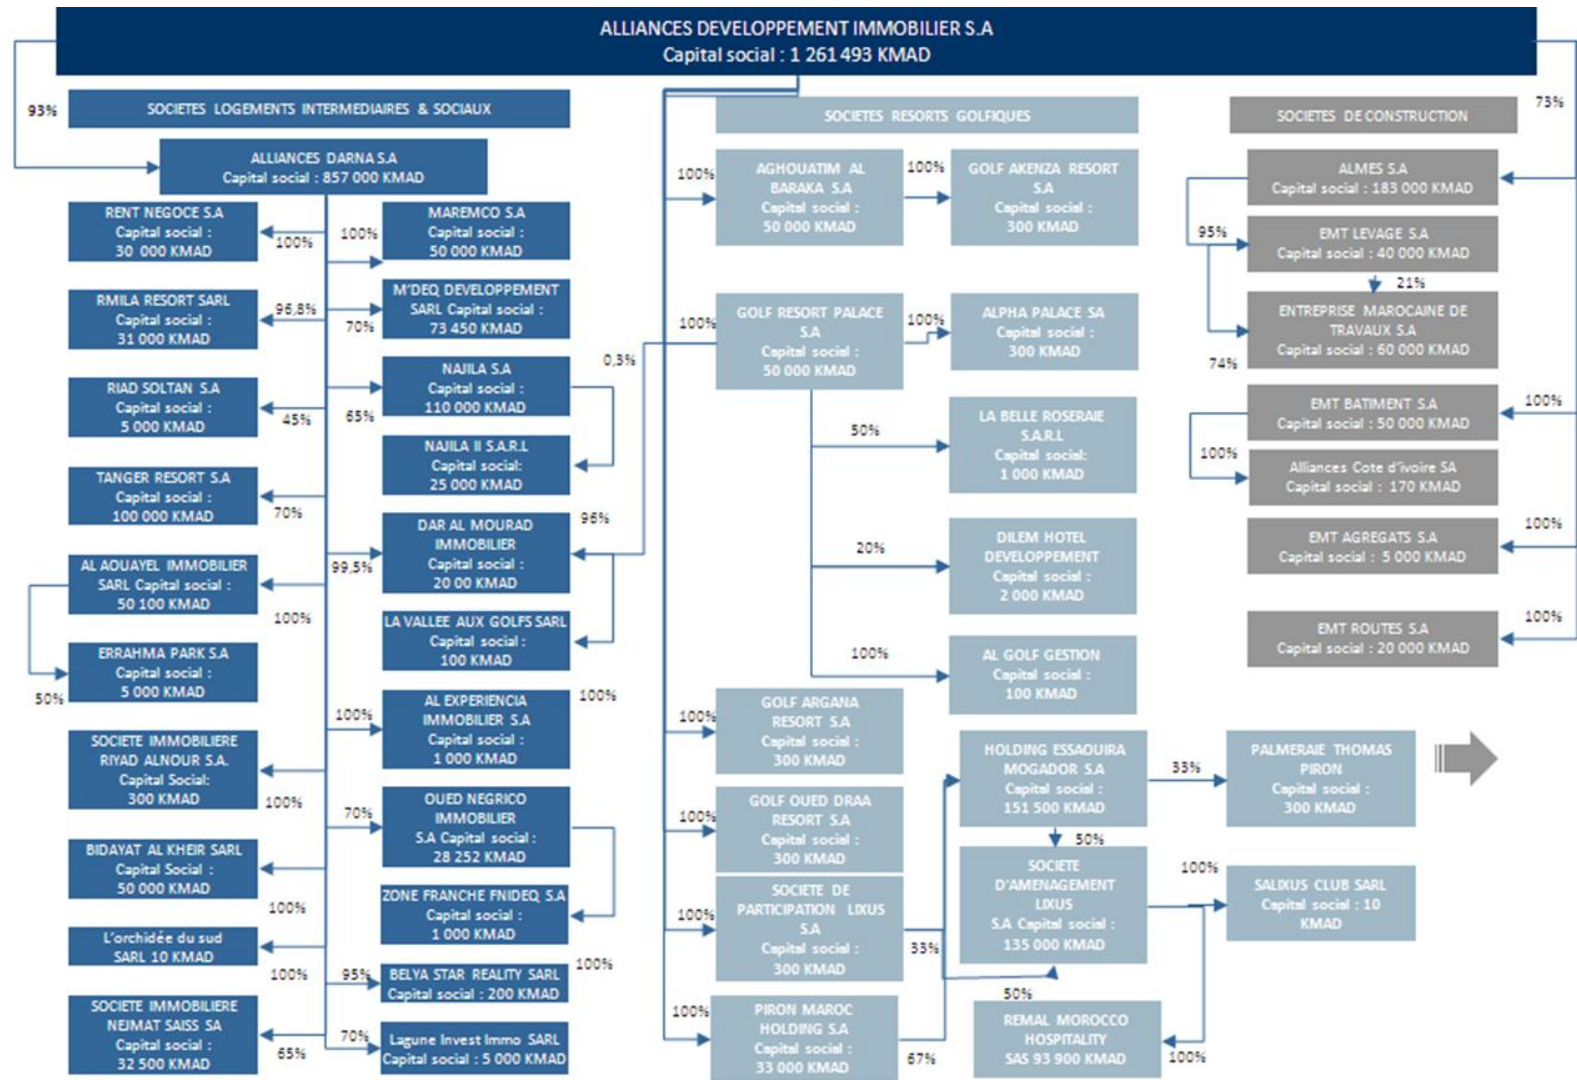 ALLIANCES DEVELOPPEMENT IMMOBILIER S.A
Capital social : 1 261 493 KMAD
93%
SOCIETES LOGEMENTS INTERMEDIAIRES & SOCIAUX
ALLIANCES DARNA S.A
Capital social : 857 000 KMAD
RENT NEGOCE S.A
Capital social :
30 000 KMAD
100%
RMILA RESORT SARL
Capital social :
31 000 KMAD
96,8%
RIAD SOLTAN S.A
Capital social :
5 000 KMAD
45%
TANGER RESORT S.A
Capital social :
100 000 KMAD
70%
AL AOUAYEL IMMOBILIER
SARL Capital social :
50 100 KMAD
100%
ERRAHMA PARK S.A
Capital social :
5 000 KMAD
50%
SOCIETE IMMOBILIERE
RIYAD ALNOUR S.A.
Capital Social:
300 KMAD
100%
BIDAYAT AL KHEIR SARL
Capital Social :
50 000 KMAD
100%
L'orchidée du sud
SARL 10 KMAD
100%
SOCIETE IMMOBILIERE
NEJMAT SAISS SA
Capital social :
32 500 KMAD
65%
100%
MAREMCO S.A
Capital social :
50 000 KMAD
70%
M'DEQ DEVELOPPEMENT
SARL Capital social :
73 450 KMAD
65%
NAJILA S.A
Capital social :
110 000 KMAD
NAJILA II S.A.R.L
Capital social:
25 000 KMAD
96%
99,5%
DAR AL MOURAD
IMMOBILIER
Capital social :
20 00 KMAD
0,3%
LA VALLEE AUX GOLFS SARL
Capital social :
100 KMAD
100%
100%
AL EXPERIENCIA
IMMOBILIER S.A
Capital social :
1 000 KMAD
70%
OUED NEGRICO
IMMOBILIER
S.A Capital social :
28 252 KMAD
ZONE FRANCHE FNIDEQ S.A
Capital social :
1 000 KMAD
100%
95%
BELYA STAR REALITY SARL
Capital social : 200 KMAD
70%
Lagune Invest Immo SARL
Capital social : 5 000 KMAD
SOCIETES RESORTS GOLFIQUES
100%
AGHOUATIM AL
BARAKA S.A
Capital social :
50 000 KMAD
100%
GOLF AKENZA RESORT
S.A
Capital social :
300 KMAD
100%
GOLF RESORT PALACE
S.A
Capital social :
50 000 KMAD
100%
ALPHA PALACE SA
Capital social :
300 KMAD
50%
LA BELLE ROSERAIE
S.A.R.L
Capital social:
1 000 KMAD
20%
DILEM HOTEL
DEVELOPPEMENT
Capital social :
2 000 KMAD
100%
AL GOLF GESTION
Capital social :
100 KMAD
100%
GOLF ARGANA
RESORT S.A
Capital social :
300 KMAD
100%
GOLF OUED DRAA
RESORT S.A
Capital social :
300 KMAD
100%
SOCIETE DE
PARTICIPATION LIXUS
S.A
Capital social :
300 KMAD
33%
100%
PIRON MAROC
HOLDING S.A
Capital social :
33 000 KMAD
67%
HOLDING ESSAOUIRA
MOGADOR S.A
Capital social :
151 500 KMAD
33%
PALMERAIE THOMAS
PIRON
Capital social :
300 KMAD
50%
SOCIETE
D'AMENAGEMENT
LIXUS
S.A Capital social :
135 000 KMAD
50%
100%
SALIXUS CLUB SARL
Capital social : 10
KMAD
REMAL MOROCCO
HOSPITALITY
SAS 93 900 KMAD
100%
SOCIETES DE CONSTRUCTION
73%
ALMES S.A
Capital social : 183 000 KMAD
95%
EMT LEVAGE S.A
Capital social : 40 000 KMAD
21%
ENTREPRISE MAROCAINE DE
TRAVAUX S.A
Capital social : 60 000 KMAD
74%
EMT BATIMENT S.A
Capital social : 50 000 KMAD
100%
100%
Alliances Cote d'ivoire SA
Capital social : 170 KMAD
EMT AGREGATS S.A
Capital social : 5 000 KMAD
100%
EMT ROUTES S.A
Capital social : 20 000 KMAD
100%